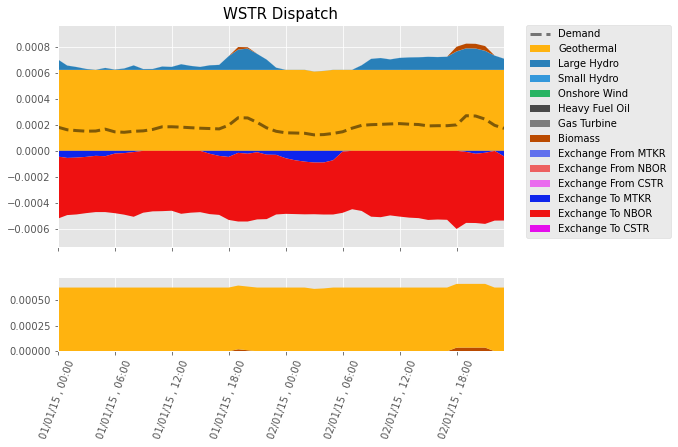 WSTR Dispatch
0.0008
0.0006
0.0004
0.0002
0.0000
−0.0002
−0.0004
−0.0006
Demand
Geothermal
Large Hydro
Small Hydro
Onshore Wind
Heavy Fuel Oil
Gas Turbine
Biomass
Exchange From MTKR
Exchange From NBOR
Exchange From CSTR
Exchange To MTKR
Exchange To NBOR
Exchange To CSTR
0.00050
0.00025
0.00000
01/01/15 , 00:00
01/01/15 , 06:00
01/01/15 , 12:00
01/01/15 , 18:00
02/01/15 , 00:00
02/01/15 , 06:00
02/01/15 , 12:00
02/01/15 , 18:00